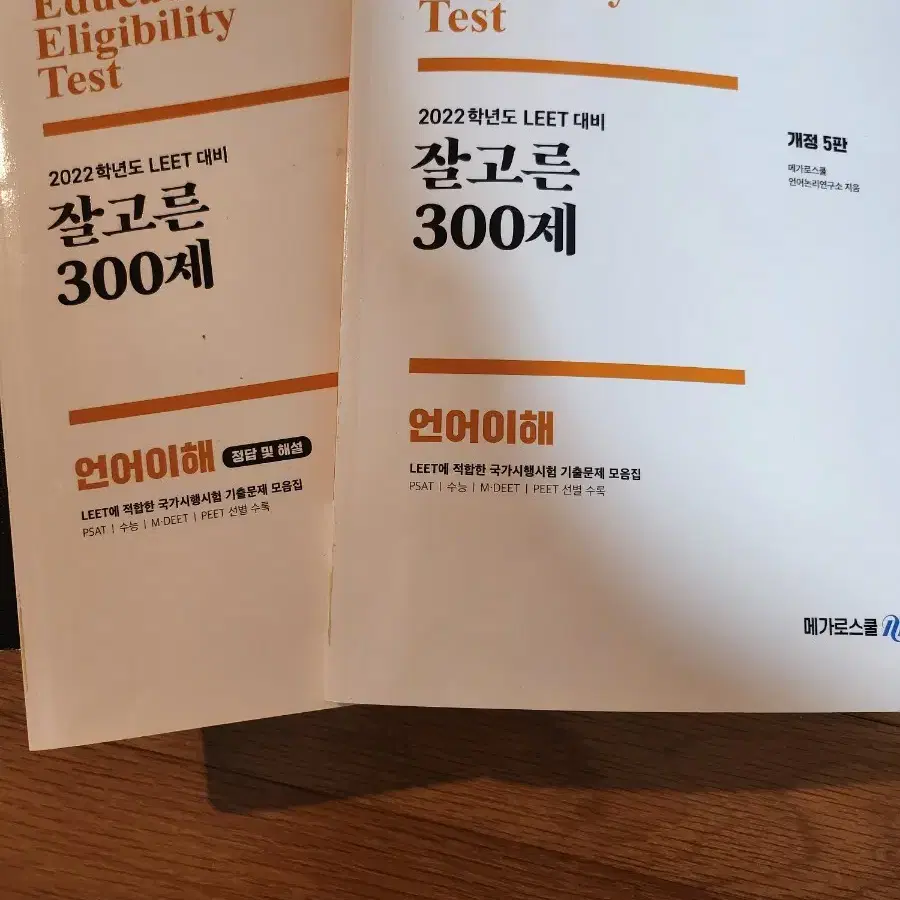 Eligibility
Test
2022학년도 LEET 대비
잘고른
300제
언어이해 정답 및 해설
LEET에 적합한 국가시행시험 기출문제 모음집
PSAT | 수능 | M·DEET | PEET 선별 수록
Test
2022학년도 LEET 대비
잘고른
300제
개정 5판
메가로스쿨
언어논리연구소 지음
언어이해
LEET에 적합한 국가시행시험 기출문제 모음집
PSAT | 수능 | M·DEET | PEET 선별 수록
메가로스쿨